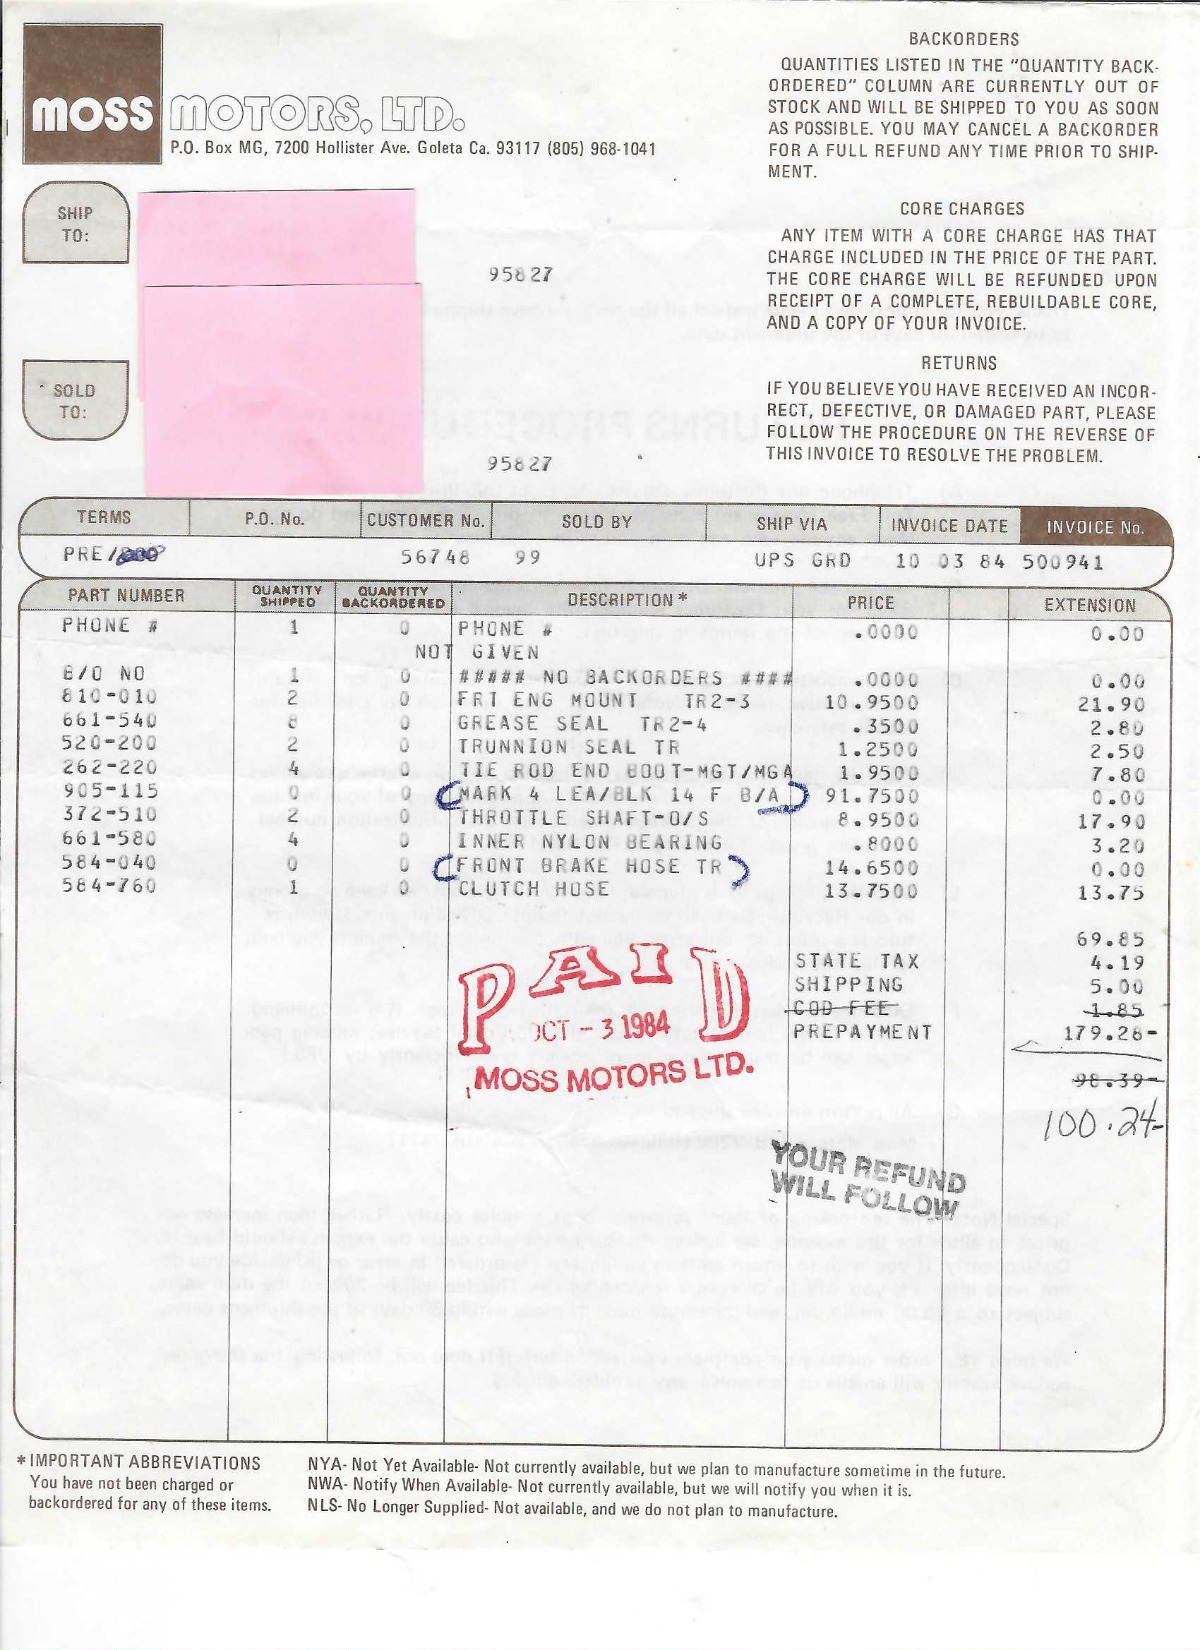 MOSS MOTORS, LTD.
P.O. Box MG, 7200 Hollister Ave. Goleta Ca. 93117 (805) 968-1041
BACKORDERS
QUANTITIES LISTED IN THE "QUANTITY BACK-
ORDERED" COLUMN ARE CURRENTLY OUT OF
STOCK AND WILL BE SHIPPED TO YOU AS SOON
AS POSSIBLE. YOU MAY CANCEL A BACKORDER
FOR A FULL REFUND ANY TIME PRIOR TO SHIP-
MENT.
CORE CHARGES
ANY ITEM WITH A CORE CHARGE HAS THAT
CHARGE INCLUDED IN THE PRICE OF THE PART.
THE CORE CHARGE WILL BE REFUNDED UPON
RECEIPT OF A COMPLETE, REBUILDABLE CORE,
AND A COPY OF YOUR INVOICE.
RETURNS
IF YOU BELIEVE YOU HAVE RECEIVED AN INCOR-
RECT, DEFECTIVE, OR DAMAGED PART, PLEASE
FOLLOW THE PROCEDURE ON THE REVERSE OF
THIS INVOICE TO RESOLVE THE PROBLEM.
SHIP
TO:
95827
SOLD
TO:
95827
TERMS P.O. No. CUSTOMER No. SOLD BY SHIP VIA INVOICE DATE INVOICE No.
PRE/ 56748 99 UPS GRD 10 03 84 500941
PART NUMBER QUANTITY SHIPPED QUANTITY BACKORDERED DESCRIPTION * PRICE EXTENSION
PHONE # 1 0 PHONE # .0000 0.00
NOT GIVEN
B/O NO 1 0 ##### NO BACKORDERS #### .0000 0.00
810-010 2 0 FRT ENG MOUNT TR2-3 10.9500 21.90
661-540 8 0 GREASE SEAL TR2-4 .3500 2.80
520-200 2 0 TRUNNION SEAL TR 1.2500 2.50
262-220 4 0 TIE ROD END BOOT-MGT/MGA 1.9500 7.80
905-115 0 0 (MARK 4 LEA/BLK 14 F B/A) 91.7500 0.00
372-510 2 0 THROTTLE SHAFT-O/S 8.9500 17.90
661-580 4 0 INNER NYLON BEARING .8000 3.20
584-040 0 0 (FRONT BRAKE HOSE TR) 14.6500 0.00
584-760 1 0 CLUTCH HOSE 13.7500 13.75
69.85
STATE TAX 4.19
SHIPPING 5.00
COD FEE 1.85
PREPAYMENT 179.28-
98.39-
100.24-
PAID
OCT - 3 1984
MOSS MOTORS LTD.
YOUR REFUND
WILL FOLLOW
* IMPORTANT ABBREVIATIONS
You have not been charged or
backordered for any of these items.
NYA- Not Yet Available- Not currently available, but we plan to manufacture sometime in the future.
NWA- Notify When Available- Not currently available, but we will notify you when it is.
NLS- No Longer Supplied- Not available, and we do not plan to manufacture.